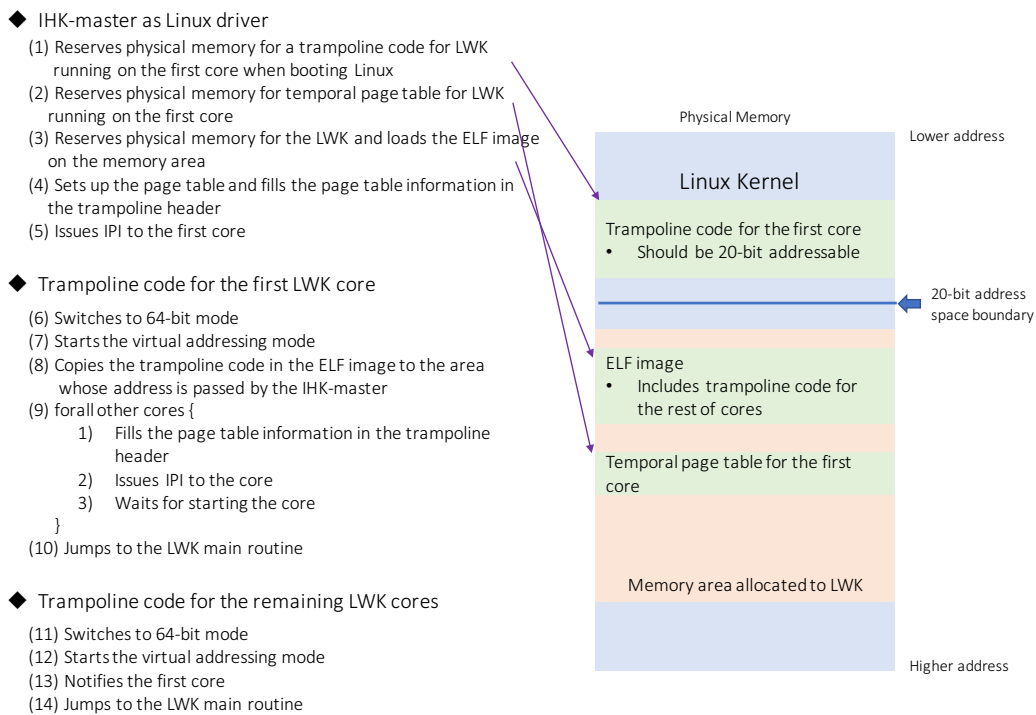 ◆ IHK-master as Linux driver
(1) Reserves physical memory for a trampoline code for LWK
running on the first core when booting Linux
(2) Reserves physical memory for temporal page table for LWK
running on the first core
(3) Reserves physical memory for the LWK and loads the ELF image
on the memory area
(4) Sets up the page table and fills the page table information in
the trampoline header
(5) Issues IPI to the first core
◆ Trampoline code for the first LWK core
(6) Switches to 64-bit mode
(7) Starts the virtual addressing mode
(8) Copies the trampoline code in the ELF image to the area
whose address is passed by the IHK-master
(9) forall other cores {
1) Fills the page table information in the trampoline
header
2) Issues IPI to the core
3) Waits for starting the core
}
(10) Jumps to the LWK main routine
◆ Trampoline code for the remaining LWK cores
(11) Switches to 64-bit mode
(12) Starts the virtual addressing mode
(13) Notifies the first core
(14) Jumps to the LWK main routine
Physical Memory
Lower address
Linux Kernel
Trampoline code for the first core
• Should be 20-bit addressable
20-bit address
space boundary
ELF image
• Includes trampoline code for
the rest of cores
Temporal page table for the first
core
Memory area allocated to LWK
Higher address